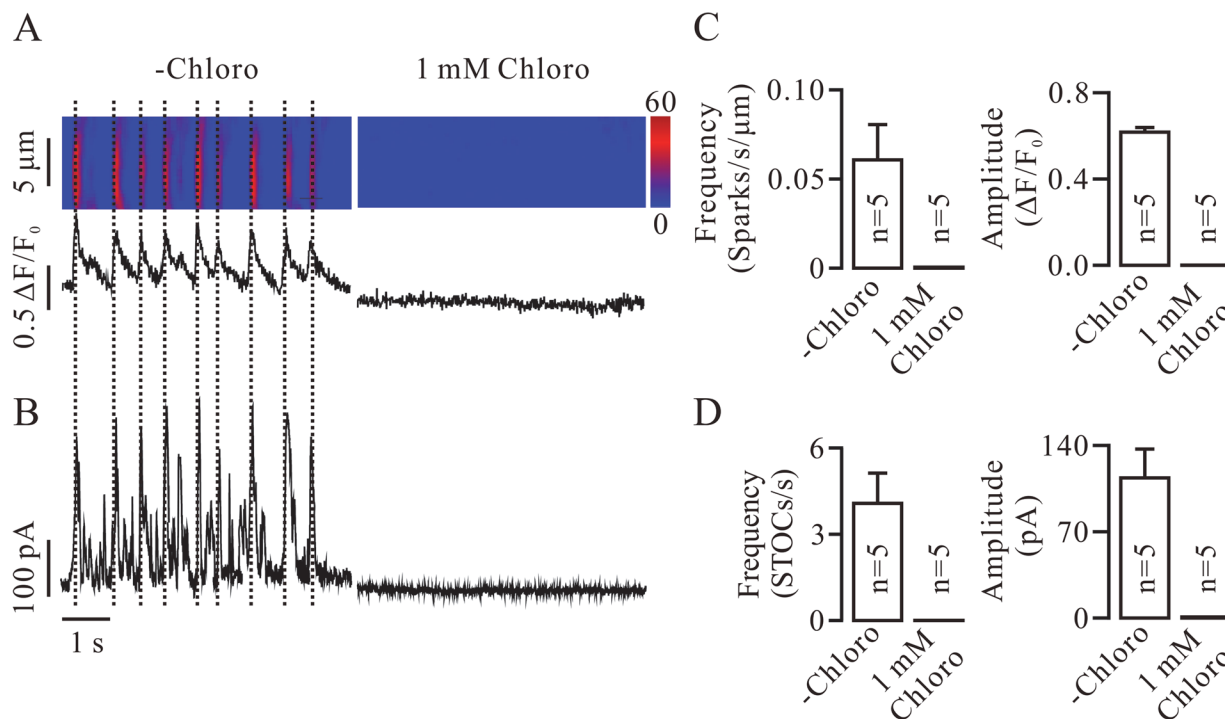 A
-Chloro
1 mM Chloro
5 μm
60
0
0.5 ΔF/F₀
B
100 pA
1 s
C
Frequency
(Sparks/s/μm)
0.10
0.05
0
n=5
n=5
-Chloro
1 mM
Chloro
Amplitude
(ΔF/F₀)
0.8
0.4
0.0
n=5
n=5
-Chloro
1 mM
Chloro
D
Frequency
(STOCs/s)
6
3
0
n=5
n=5
-Chloro
1 mM
Chloro
Amplitude
(pA)
140
70
0
n=5
n=5
-Chloro
1 mM
Chloro